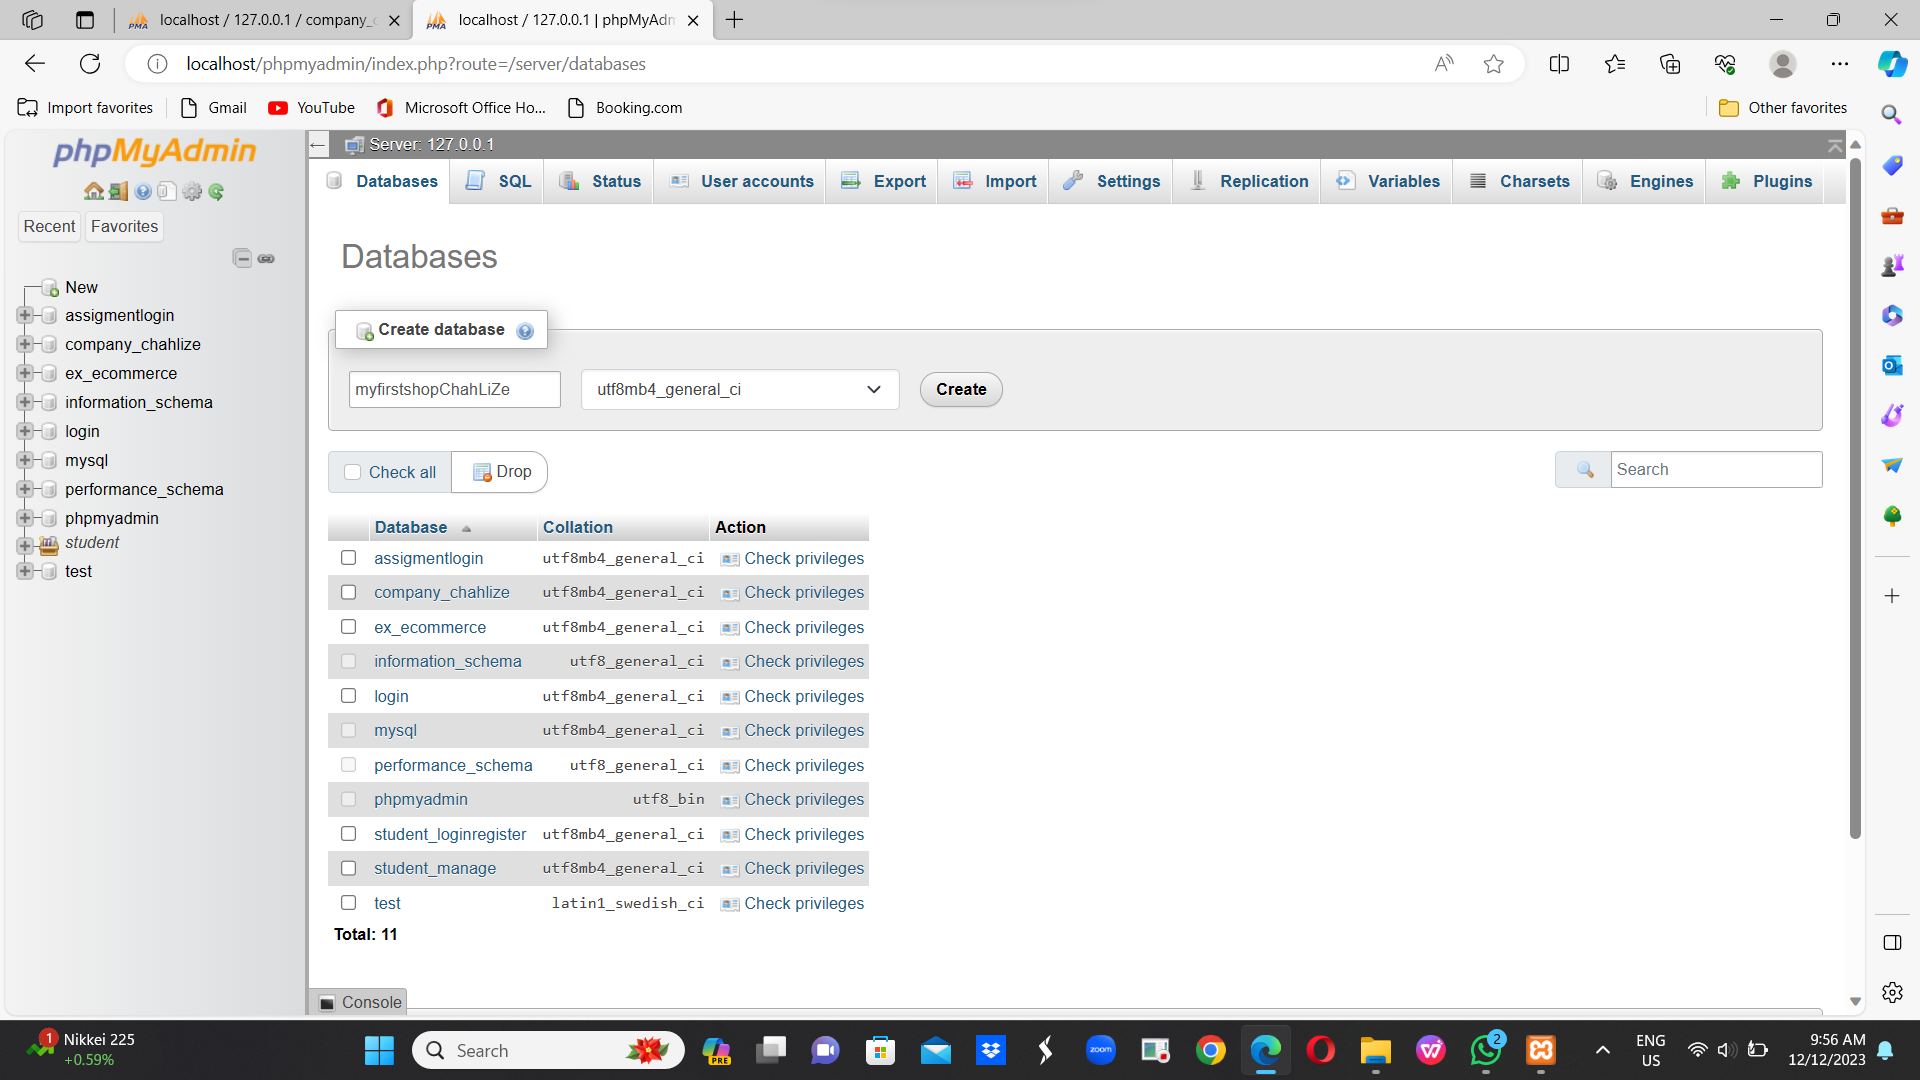 localhost / 127.0.0.1 / company_c
localhost / 127.0.0.1 | phpMyAdm
localhost/phpmyadmin/index.php?route=/server/databases
Import favorites
Gmail
YouTube
Microsoft Office Ho...
Booking.com
Other favorites
phpMyAdmin
Recent
Favorites
New
assigmentlogin
company_chahlize
ex_ecommerce
information_schema
login
mysql
performance_schema
phpmyadmin
student
test
Server: 127.0.0.1
Databases SQL Status User accounts Export Import Settings Replication Variables Charsets Engines Plugins
Databases
Create database
myfirstshopChahLiZe utf8mb4_general_ci Create
Check all Drop Search
Database Collation Action
assigmentlogin utf8mb4_general_ci Check privileges
company_chahlize utf8mb4_general_ci Check privileges
ex_ecommerce utf8mb4_general_ci Check privileges
information_schema utf8_general_ci Check privileges
login utf8mb4_general_ci Check privileges
mysql utf8mb4_general_ci Check privileges
performance_schema utf8_general_ci Check privileges
phpmyadmin utf8_bin Check privileges
student_loginregister utf8mb4_general_ci Check privileges
student_manage utf8mb4_general_ci Check privileges
test latin1_swedish_ci Check privileges
Total: 11
Console
1
Nikkei 225
+0.59%
Search
PRE
zoom
2
ENG
US
9:56 AM
12/12/2023